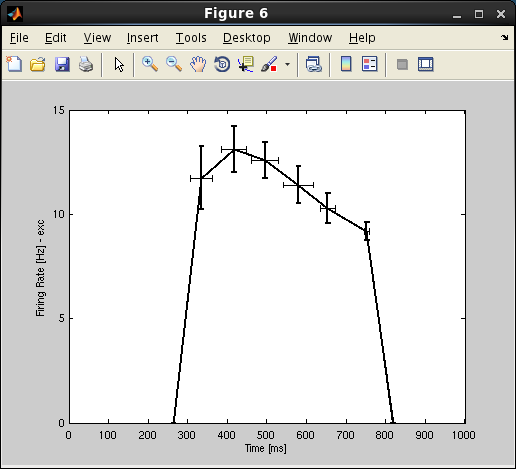 Figure 6
File Edit View Insert Tools Desktop Window Help
15
10
5
0
Firing Rate [Hz] - exc
0 100 200 300 400 500 600 700 800 900 1000
Time [ms]